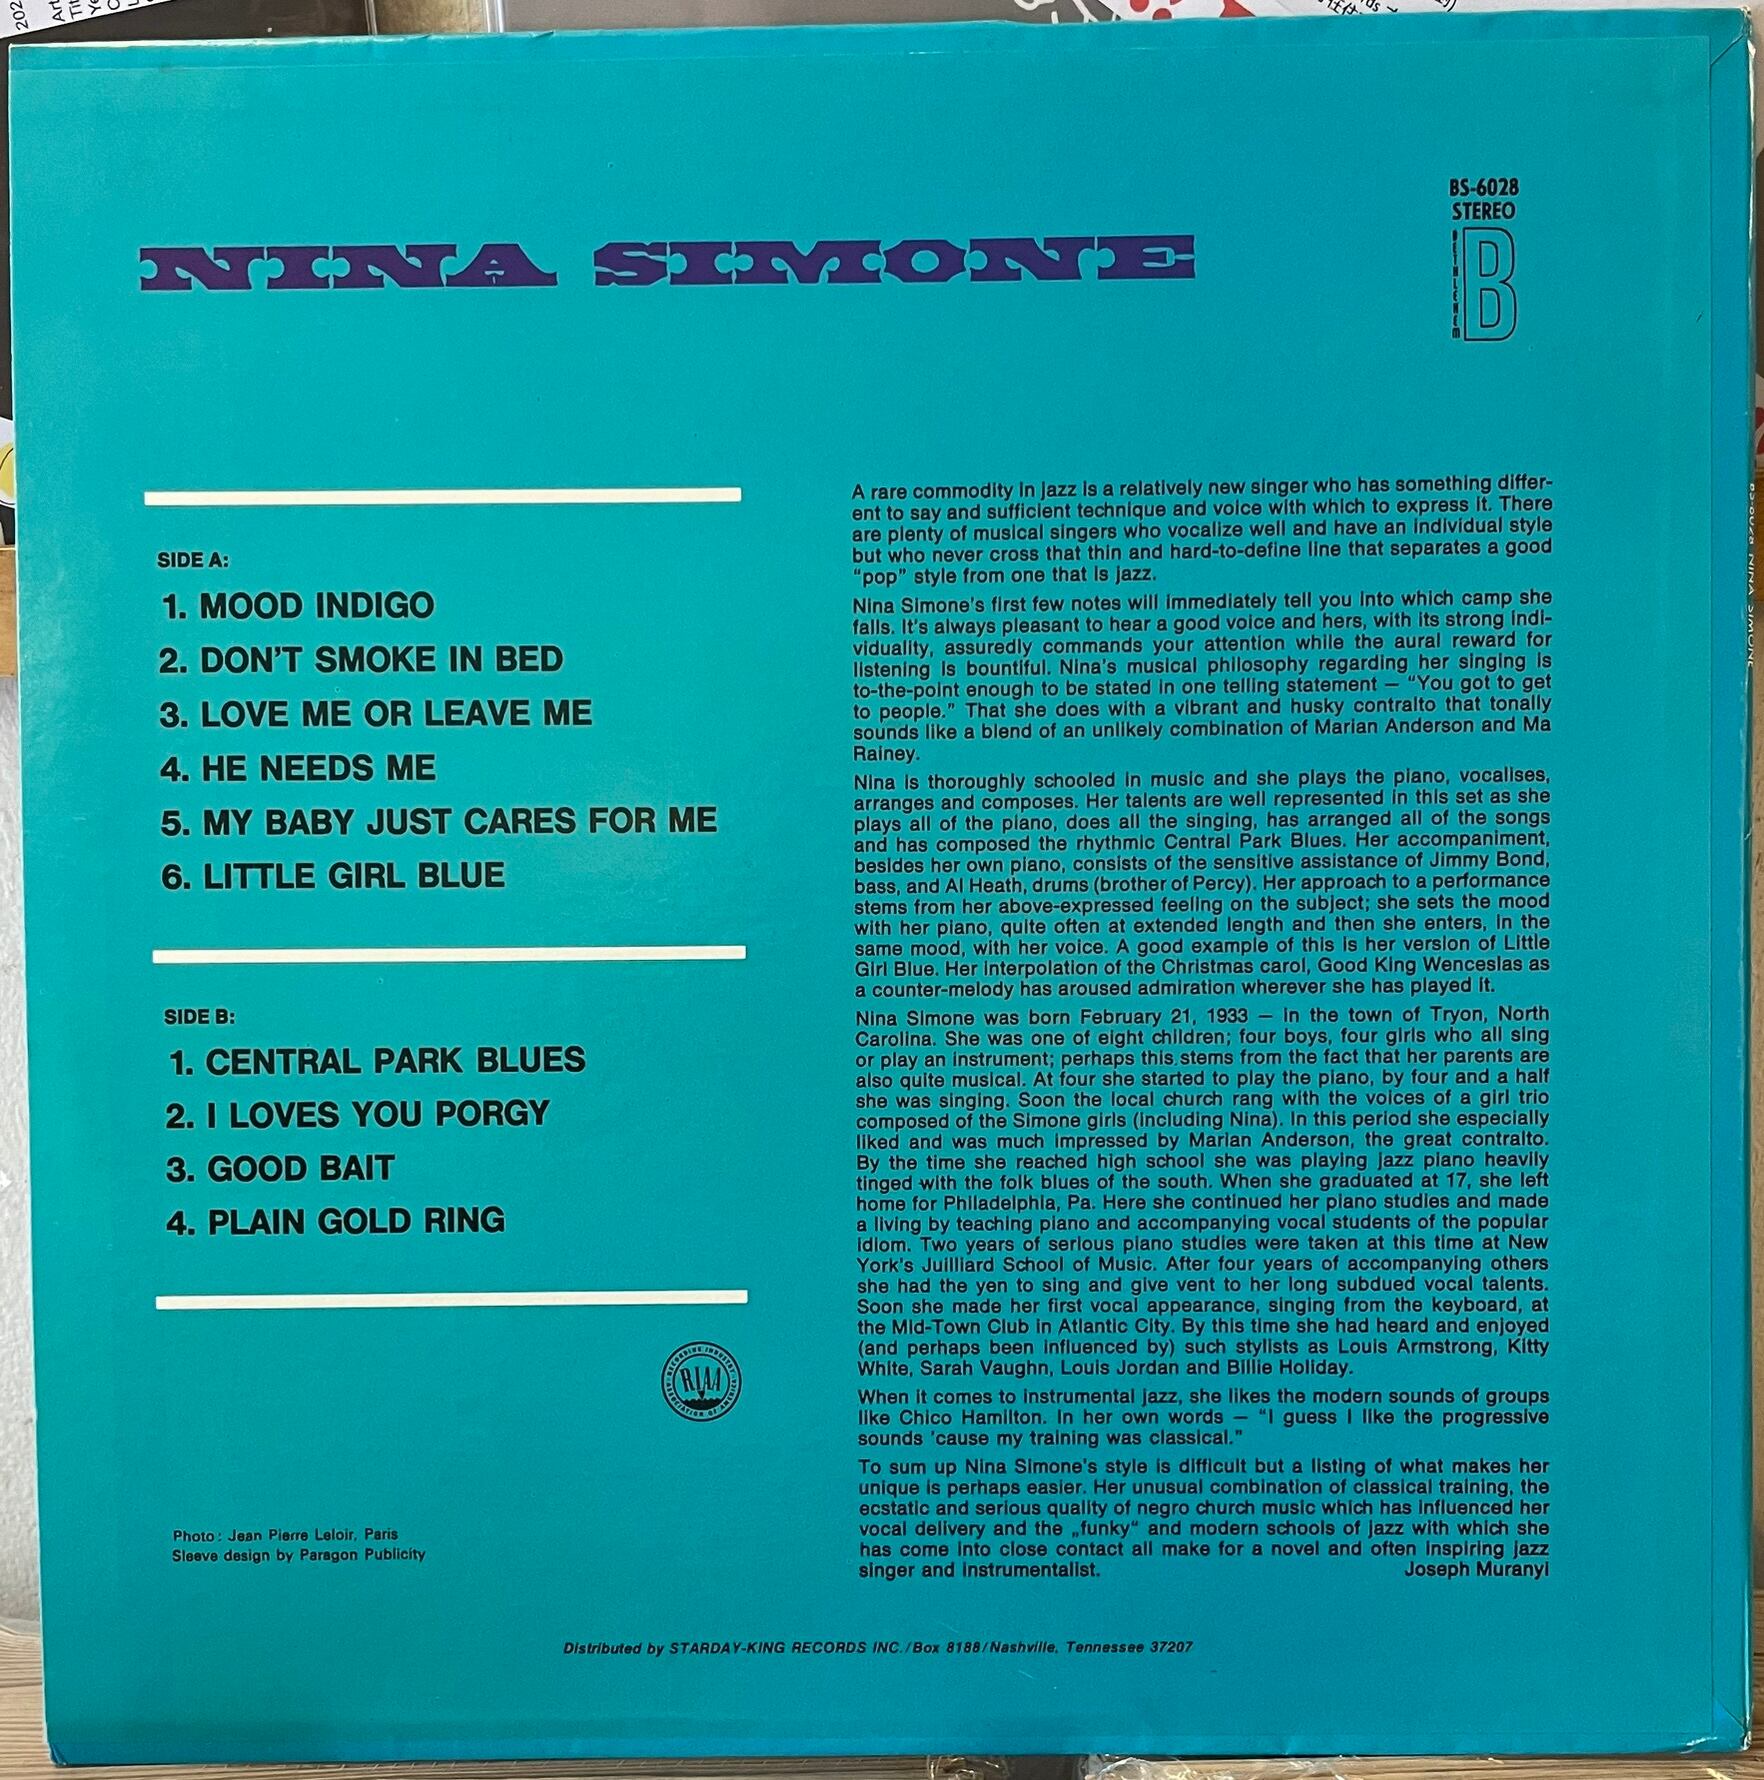 NINA SIMONE
BS-6028
STEREO
BETHLEHEM
B
SIDE A:
1. MOOD INDIGO
2. DON'T SMOKE IN BED
3. LOVE ME OR LEAVE ME
4. HE NEEDS ME
5. MY BABY JUST CARES FOR ME
6. LITTLE GIRL BLUE
SIDE B:
1. CENTRAL PARK BLUES
2. I LOVES YOU PORGY
3. GOOD BAIT
4. PLAIN GOLD RING
RECORDING INDUSTRY
RIAA
ASSOCIATION OF AMERICA
Photo: Jean Pierre Leloir, Paris
Sleeve design by Paragon Publicity
A rare commodity in jazz is a relatively new singer who has something differ-
ent to say and sufficient technique and voice with which to express it. There
are plenty of musical singers who vocalize well and have an individual style
but who never cross that thin and hard-to-define line that separates a good
"pop" style from one that is jazz.
Nina Simone's first few notes will immediately tell you into which camp she
falls. It's always pleasant to hear a good voice and hers, with its strong indi-
viduality, assuredly commands your attention while the aural reward for
listening is bountiful. Nina's musical philosophy regarding her singing is
to-the-point enough to be stated in one telling statement — "You got to get
to people." That she does with a vibrant and husky contralto that tonally
sounds like a blend of an unlikely combination of Marian Anderson and Ma
Rainey.
Nina is thoroughly schooled in music and she plays the piano, vocalises,
arranges and composes. Her talents are well represented in this set as she
plays all of the piano, does all the singing, has arranged all of the songs
and has composed the rhythmic Central Park Blues. Her accompaniment,
besides her own piano, consists of the sensitive assistance of Jimmy Bond,
bass, and Al Heath, drums (brother of Percy). Her approach to a performance
stems from her above-expressed feeling on the subject; she sets the mood
with her piano, quite often at extended length and then she enters, in the
same mood, with her voice. A good example of this is her version of Little
Girl Blue. Her interpolation of the Christmas carol, Good King Wenceslas as
a counter-melody has aroused admiration wherever she has played it.
Nina Simone was born February 21, 1933 — in the town of Tryon, North
Carolina. She was one of eight children; four boys, four girls who all sing
or play an instrument; perhaps this stems from the fact that her parents are
also quite musical. At four she started to play the piano, by four and a half
she was singing. Soon the local church rang with the voices of a girl trio
composed of the Simone girls (including Nina). In this period she especially
liked and was much impressed by Marian Anderson, the great contralto.
By the time she reached high school she was playing jazz piano heavily
tinged with the folk blues of the south. When she graduated at 17, she left
home for Philadelphia, Pa. Here she continued her piano studies and made
a living by teaching piano and accompanying vocal students of the popular
idiom. Two years of serious piano studies were taken at this time at New
York's Juilliard School of Music. After four years of accompanying others
she had the yen to sing and give vent to her long subdued vocal talents.
Soon she made her first vocal appearance, singing from the keyboard, at
the Mid-Town Club in Atlantic City. By this time she had heard and enjoyed
(and perhaps been influenced by) such stylists as Louis Armstrong, Kitty
White, Sarah Vaughn, Louis Jordan and Billie Holiday.
When it comes to instrumental jazz, she likes the modern sounds of groups
like Chico Hamilton. In her own words — "I guess I like the progressive
sounds 'cause my training was classical."
To sum up Nina Simone's style is difficult but a listing of what makes her
unique is perhaps easier. Her unusual combination of classical training, the
ecstatic and serious quality of negro church music which has influenced her
vocal delivery and the „funky" and modern schools of jazz with which she
has come into close contact all make for a novel and often inspiring jazz
singer and instrumentalist. Joseph Muranyi
Distributed by STARDAY-KING RECORDS INC./Box 8188/Nashville, Tennessee 37207
BS-6028 NINA SIMONE